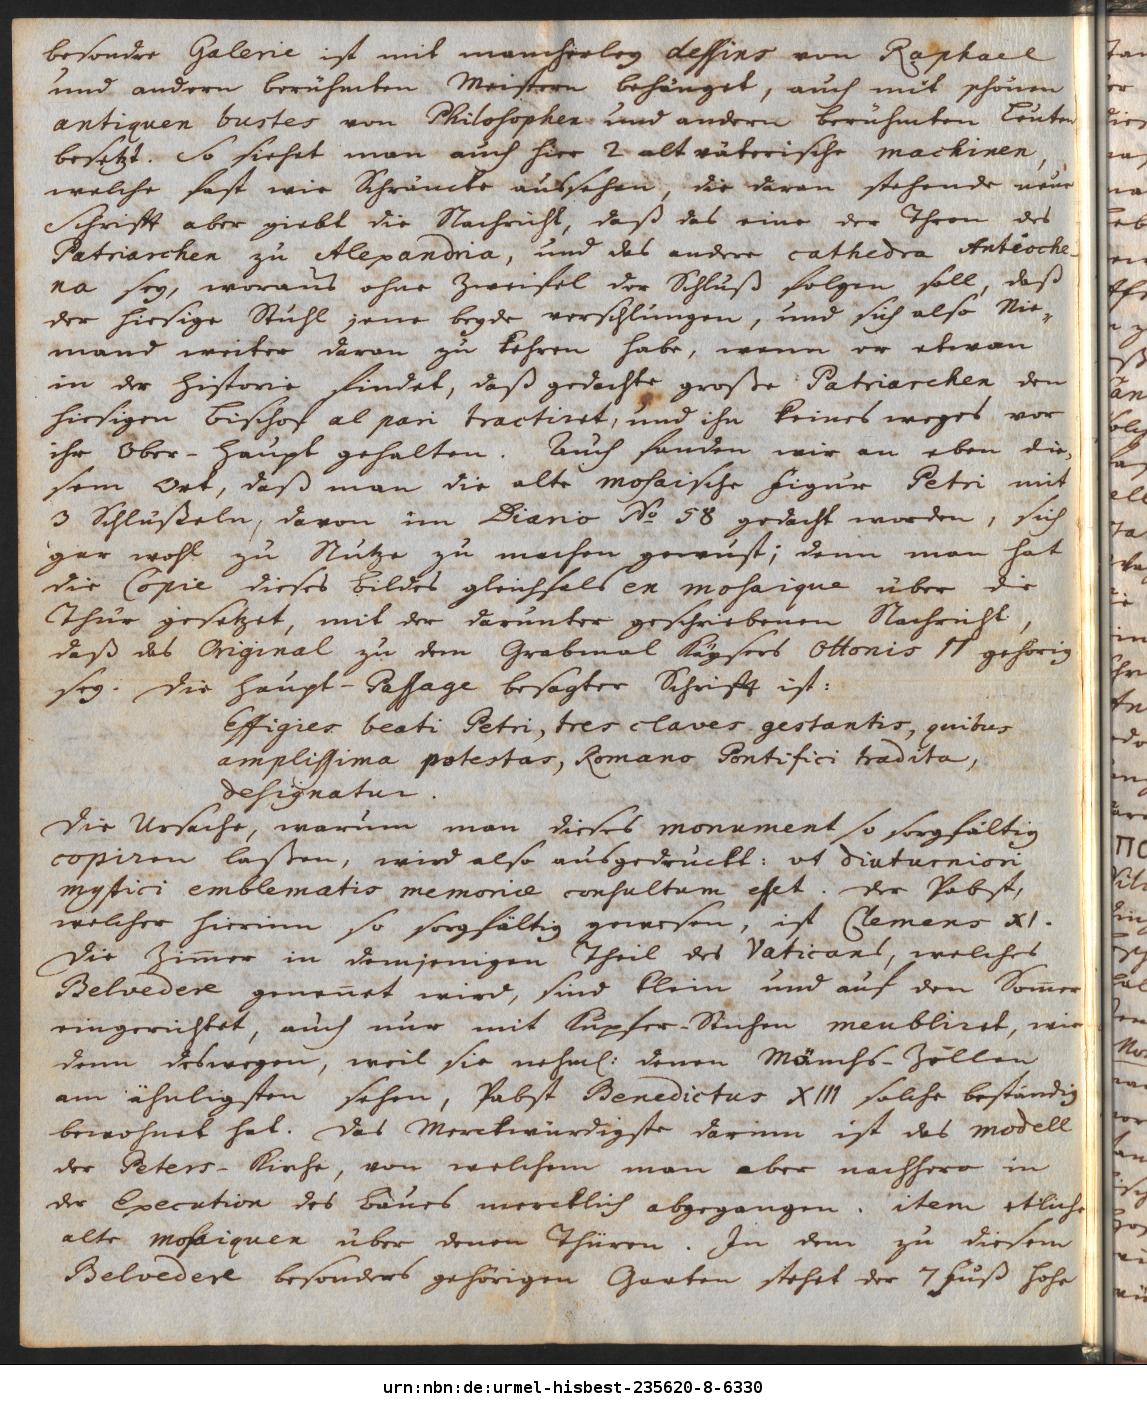 besondre Galerie ist mit mancherley dessins von Raphael
und andern berühmten Meistern behänget, auch mit schönen
antiquen bustes von Philosophen und andern berühmten Leuten
besetzt. So siehet man auch hier 2 altväterische machinen,
welche fast wie Schräncke aussehen, die daran stehende neue
Schrifft aber giebt die Nachricht, daß das eine der Thron des
Patriarchen zu Alexandria, und das andere cathedra Antioche-
na sey, woraus ohne Zweifel der Schluß folgen soll, daß
der hiesige Stuhl jene beyde verschlungen, und sich also Nie-
mand weiter daran zu kehren habe, wenn er etwan
in der Historie findet, daß gedachte große Patriarchen den
hiesigen Bischof al pari tractiret, und ihn keines weges vor
ihr Ober-Haupt gehalten. Auch fanden wir an eben die-
sem Ort, daß man die alte mosaische Figur Petri mit
3 Schlüßeln, davon im Diario No 58 gedacht worden, sich
gar wohl zu Nutze zu machen gewust; denn man hat
die Copie dieses Bildes gleichfals en mosaique über die
Thür gesetzet, mit der darunter geschriebenen Nachricht,
daß das Original zu dem Grabmal Kaysers Ottonis II gehörig
sey. Die Haupt-Passage besagter Schrifft ist:
Effigies beati Petri, tres claves gestantis, quibus
amplissima potestas, Romano Pontifici tradita,
designatur.
Die Ursache, warum man dieses monument so sorgfältig
copiren laßen, wird also ausgedruckt: ut diuturniori
mystici emblematis memoriæ consultum esset. Der Pabst,
welcher hierinn so sorgfältig gewesen, ist Clemens XI.
Die Zimer in demjenigen Theil des Vaticans, welches
Belvedere genenet wird, sind klein und auf den Somer
eingerichtet, auch nur mit Kupfer-Stichen meubliret, wie
denn deswegen, weil sie nehml: denen Mönchs-Zellen
am ähnligsten sehen, Pabst Benedictus XIII solche beständig
bewohnet hat. Das Merckwürdigste darinn ist das modell
der Peters-Kirche, von welchem man aber nachhero in
der Execution des Baues mercklich abgegangen. item etliche
alte mosaiquen über denen Thüren. In dem zu diesem
Belvedere besonders gehörigen Garten stehet der 7 Fuß hohe
urn:nbn:de:urmel-hisbest-235620-8-6330